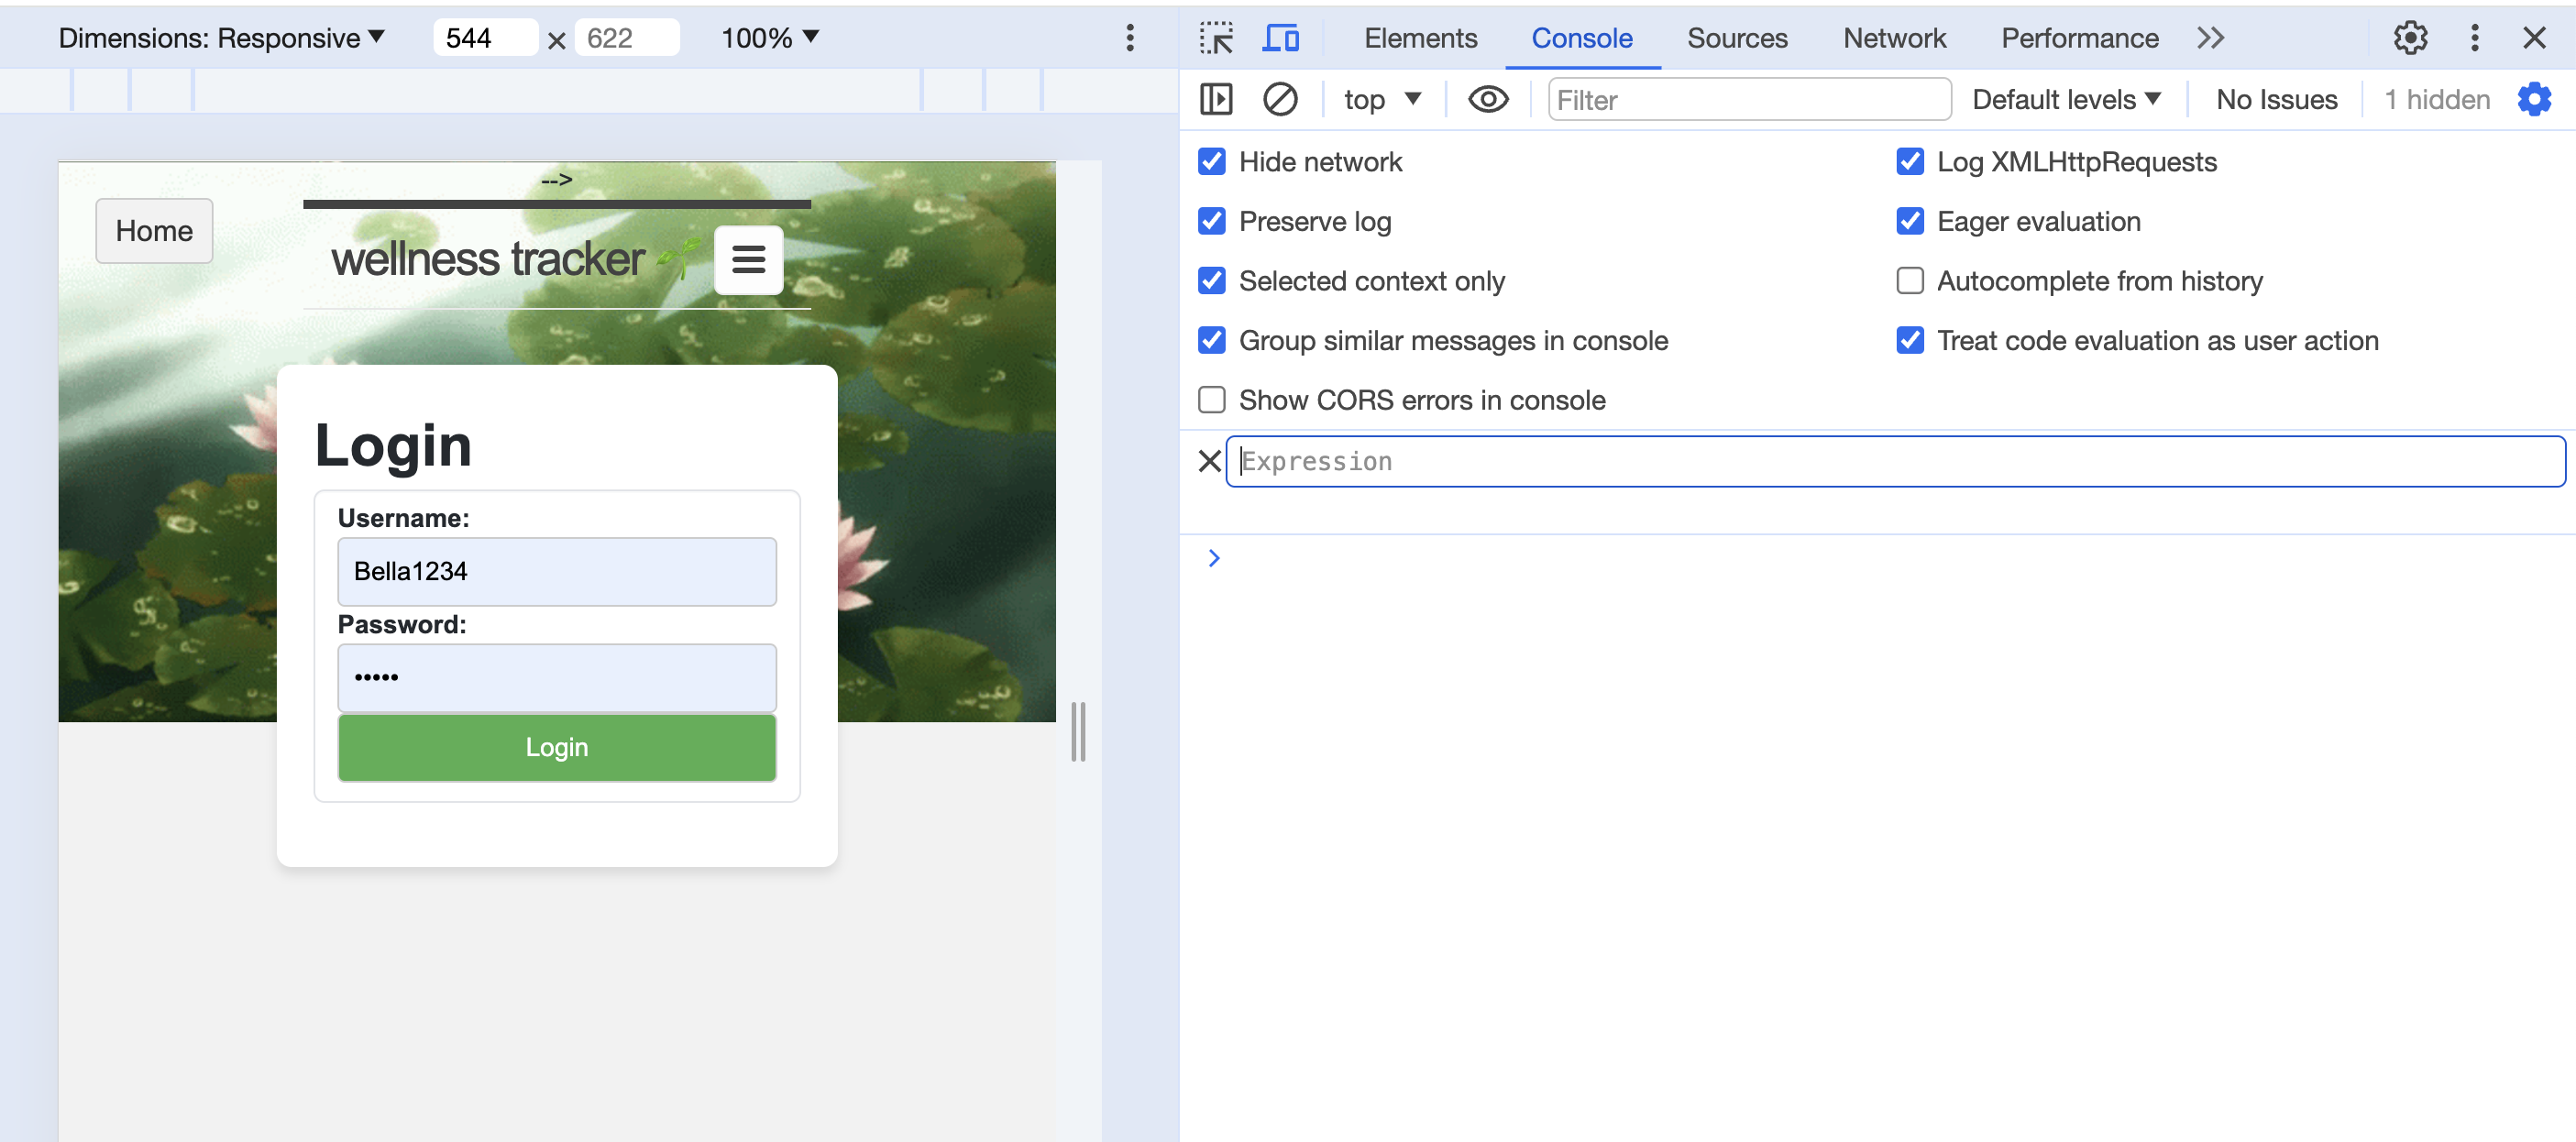 Dimensions: Responsive ▼ 544 × 622 100% ▼
Elements Console Sources Network Performance
top ▼ Filter Default levels ▼ No Issues 1 hidden
Hide network Log XMLHttpRequests
Preserve log Eager evaluation
Selected context only Autocomplete from history
Group similar messages in console Treat code evaluation as user action
Show CORS errors in console
Expression
-->
Home
wellness tracker
Login
Username:
Bella1234
Password:
•••••
Login